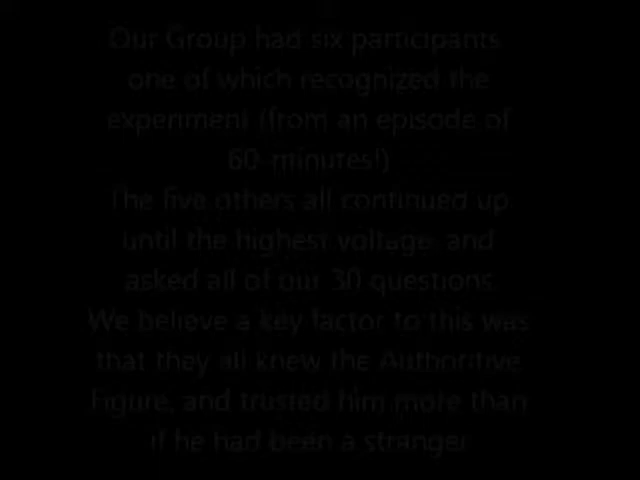 Our Group had six participants
one of which recognized the
experiment (from an episode of
60-minutes!)
The five others all continued up
until the highest voltage, and
asked all of our 30 questions
We believe a key factor to this was
that they all knew the Authoritive
Figure, and trusted him more than
if he had been a stranger